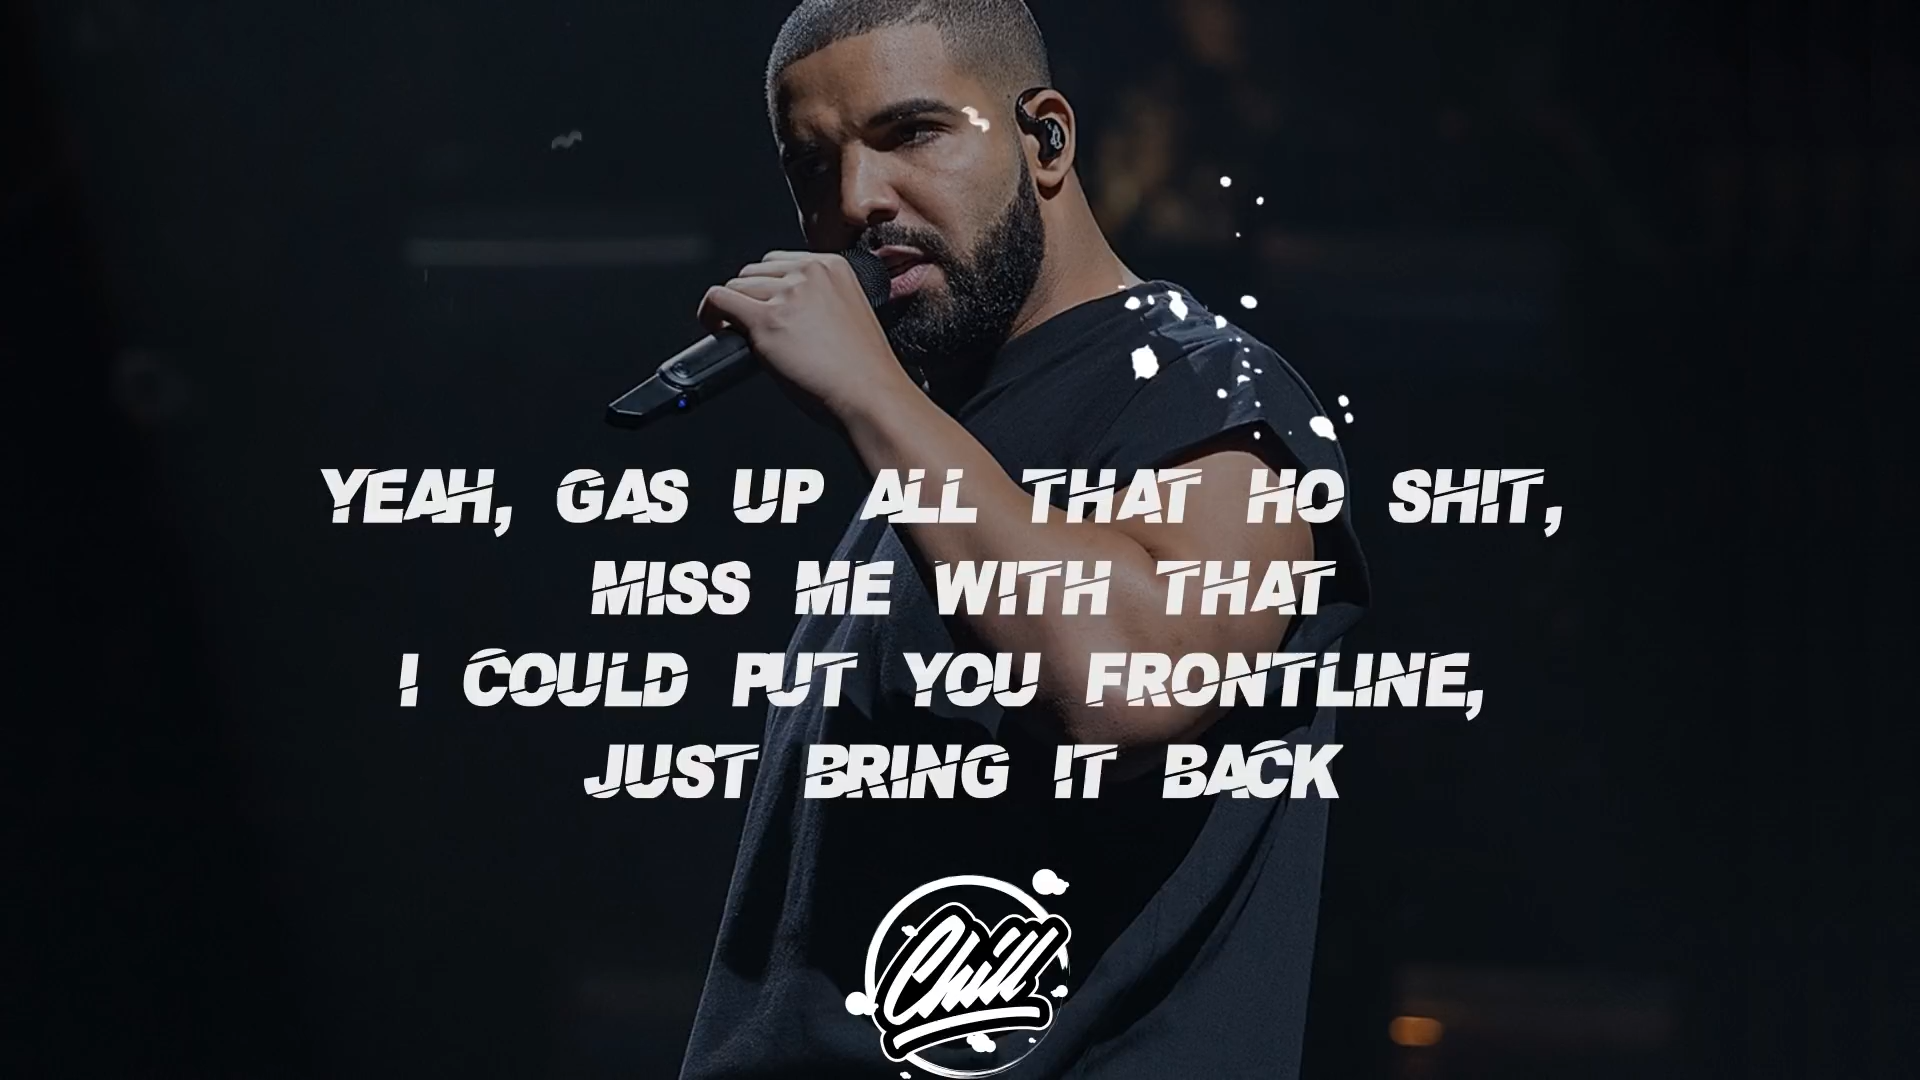 YEAH, GAS UP ALL THAT HO SHIT,
MISS ME WITH THAT
I COULD PUT YOU FRONTLINE,
JUST BRING IT BACK
Chill